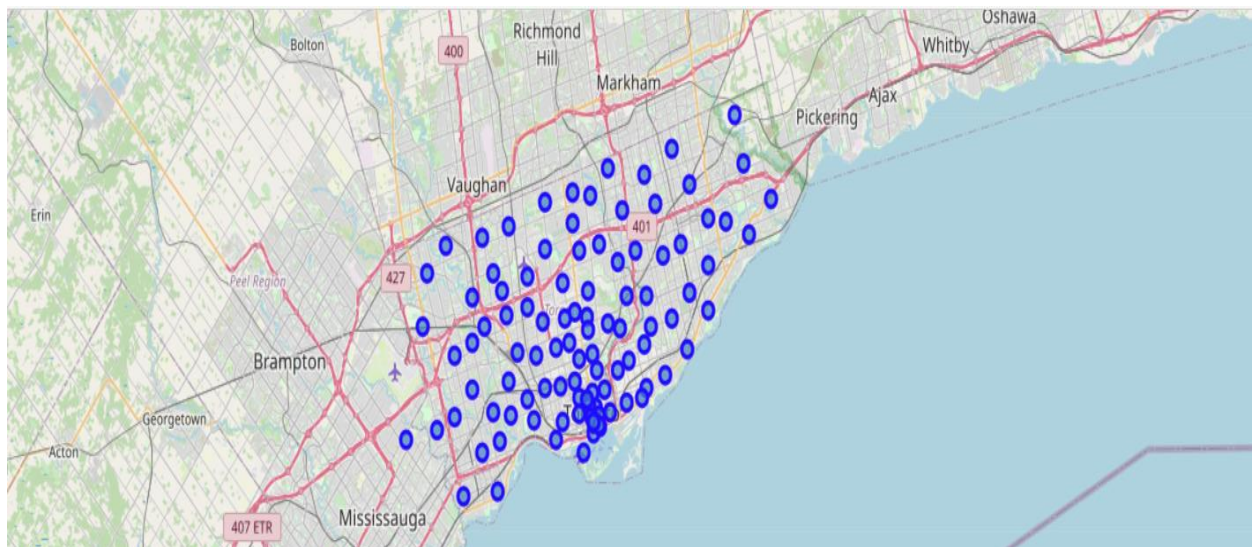 Oshawa
Richmond
Hill
Bolton
400
Whitby
Markham
Ajax
Pickering
Vaughan
Erin
401
427
Peel Region
Brampton
Georgetown
Acton
Mississauga
407 ETR